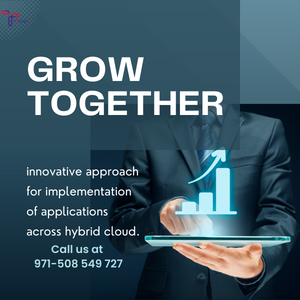 GROW
TOGETHER
innovative approach
for implementation
of applications
across hybrid cloud.
Call us at
971-508 549 727